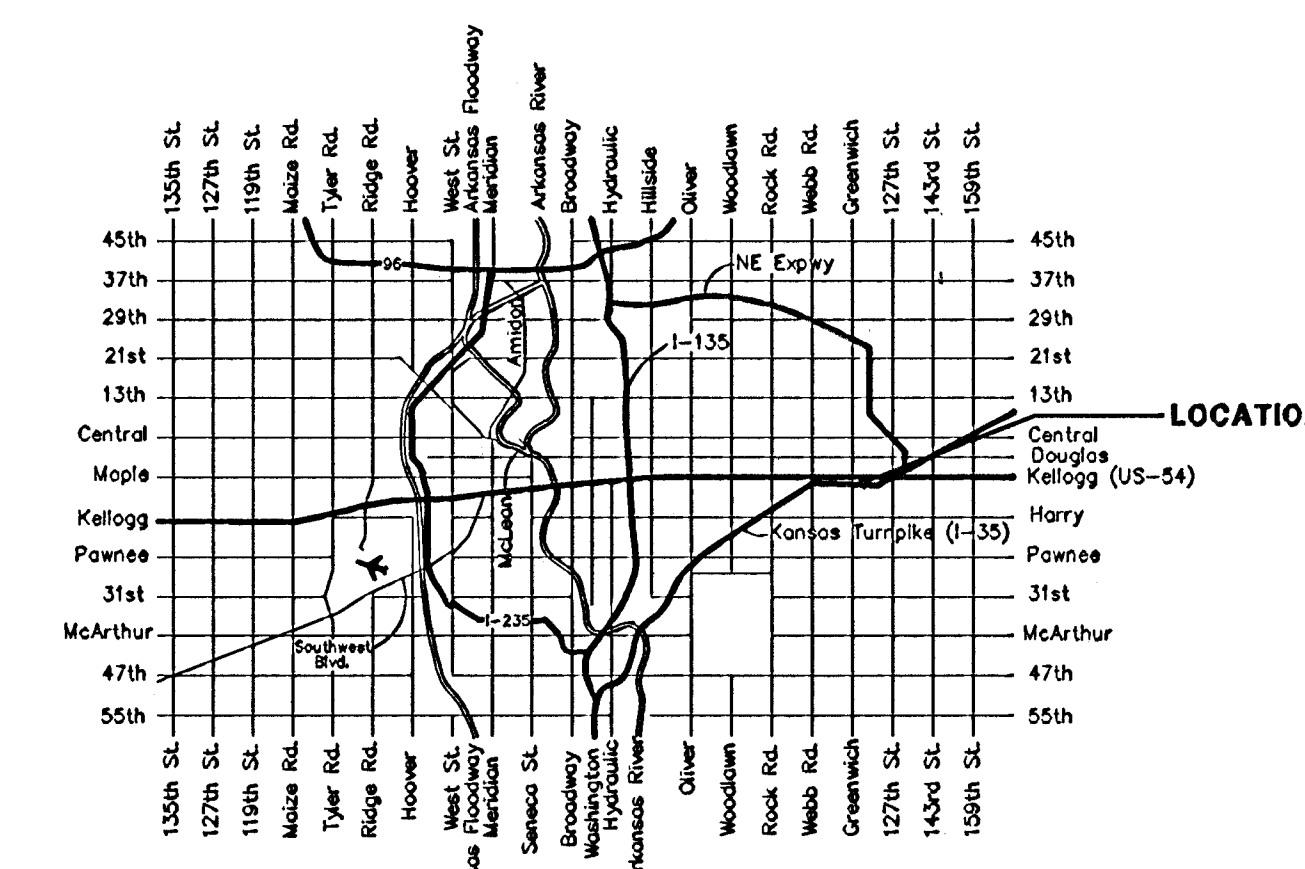 135th St.
127th St.
119th St.
Maize Rd.
Tyler Rd.
Ridge Rd.
Hoover
West St.
Arkansas Floodway
Meridian
Arkansas River
Broadway
Hydraulic
Hillside
Oliver
Woodlawn
Rock Rd.
Webb Rd.
Greenwich
127th St.
143rd St.
159th St.
45th
45th
96
NE Expwy
37th
37th
29th
29th
Amidon
I-135
21st
21st
13th
13th
LOCATIO
Central
Central
Douglas
Maple
Kellogg (US-54)
Kellogg
McLean
Harry
Kansas Turnpike (I-35)
Pawnee
Pawnee
31st
31st
I-235
McArthur
McArthur
Southwest
Blvd.
47th
47th
55th
55th
135th St.
127th St.
119th St.
Maize Rd.
Tyler Rd.
Ridge Rd.
Hoover
West St.
as Floodway
Meridian
Seneca St.
Broadway
Washington
Hydraulic
rkansas River
Oliver
Woodlawn
Rock Rd.
Webb Rd.
Greenwich
127th St.
143rd St.
159th St.